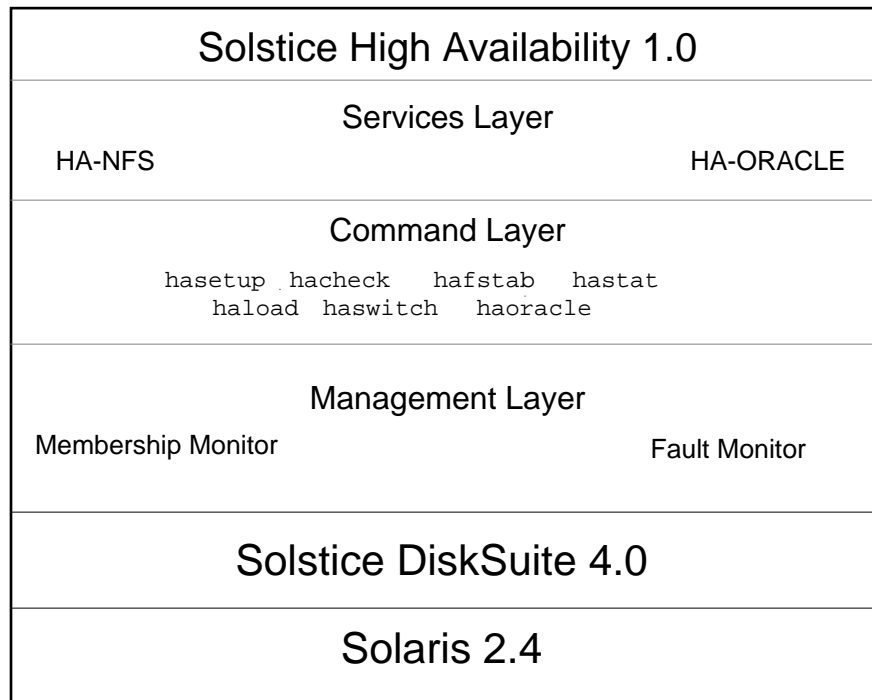 Solstice High Availability 1.0
Services Layer
HA-NFS HA-ORACLE
Command Layer
hasetup hacheck hafstab hastat
haload haswitch haoracle
Management Layer
Membership Monitor Fault Monitor
Solstice DiskSuite 4.0
Solaris 2.4